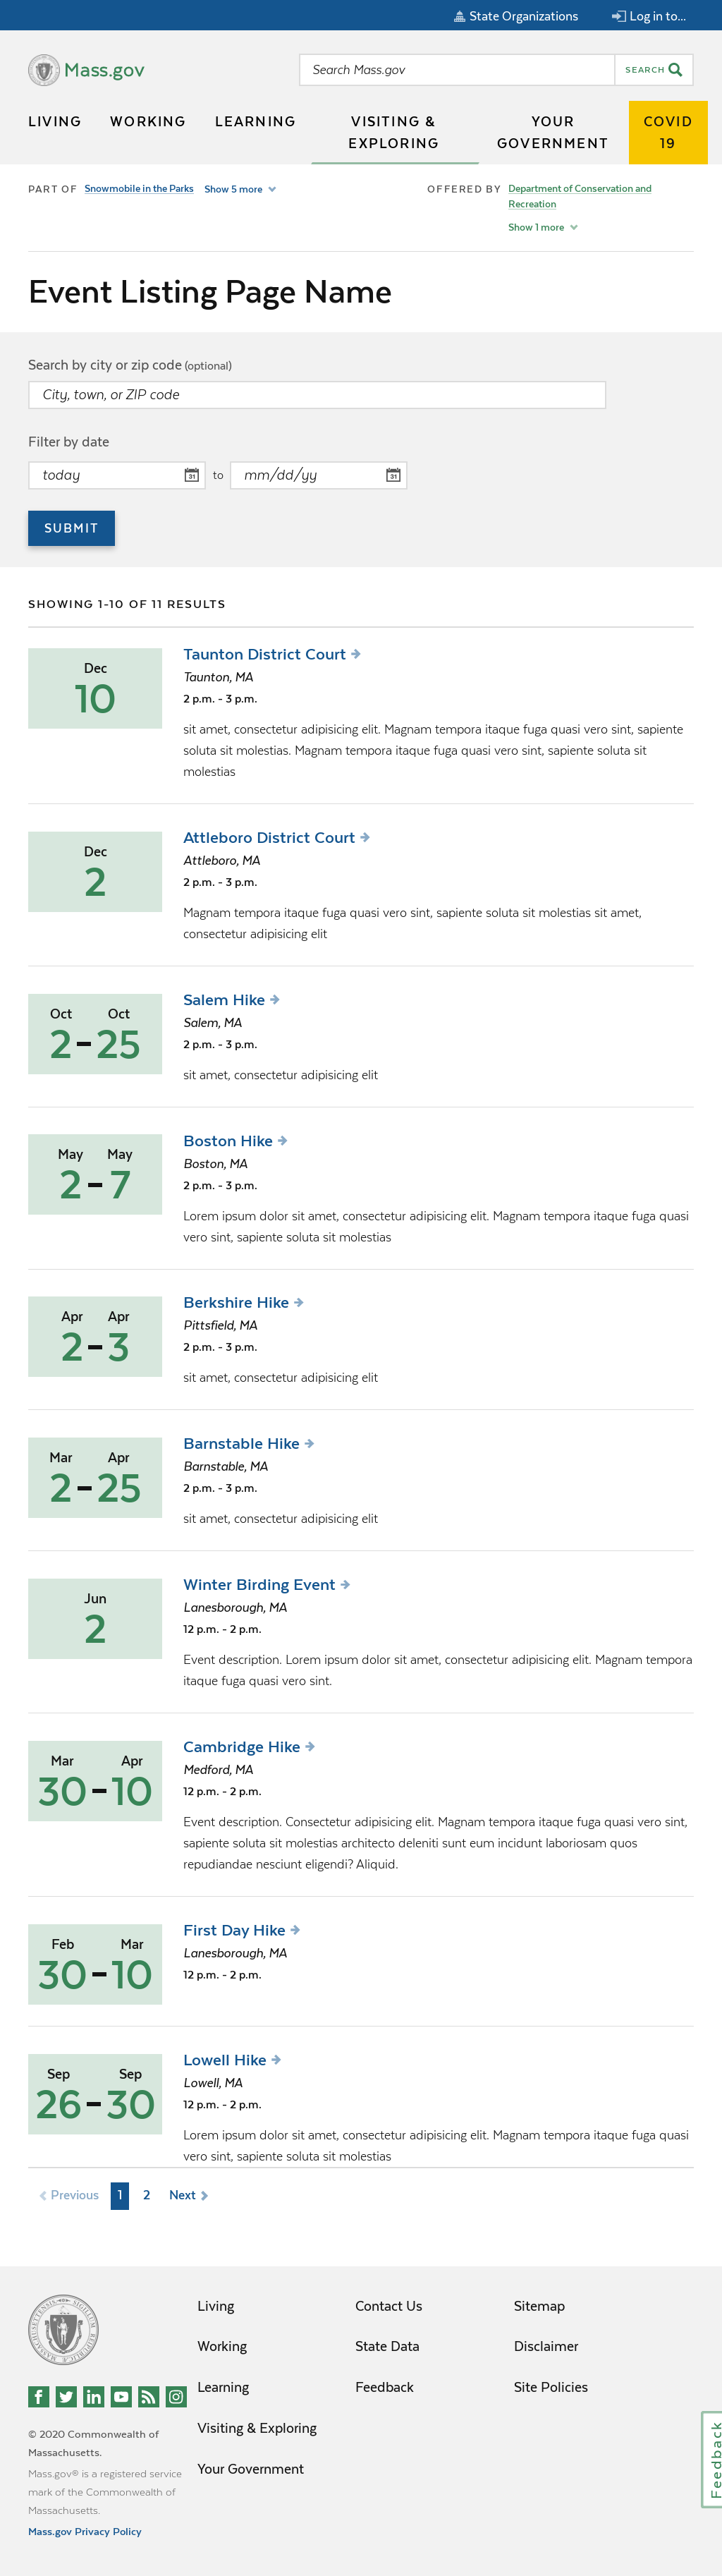 State Organizations
Log in to...
Mass.gov
Search Mass.gov
SEARCH
LIVING
WORKING
LEARNING
VISITING &
EXPLORING
YOUR
GOVERNMENT
COVID
19
PART OF Snowmobile in the Parks Show 5 more
OFFERED BY Department of Conservation and
Recreation
Show 1 more
Event Listing Page Name
Search by city or zip code (optional)
City, town, or ZIP code
Filter by date
today to mm/dd/yy
SUBMIT
SHOWING 1-10 OF 11 RESULTS
Dec
10
Taunton District Court
Taunton, MA
2 p.m. - 3 p.m.
sit amet, consectetur adipisicing elit. Magnam tempora itaque fuga quasi vero sint, sapiente
soluta sit molestias. Magnam tempora itaque fuga quasi vero sint, sapiente soluta sit
molestias
Dec
2
Attleboro District Court
Attleboro, MA
2 p.m. - 3 p.m.
Magnam tempora itaque fuga quasi vero sint, sapiente soluta sit molestias sit amet,
consectetur adipisicing elit
Oct Oct
2 - 25
Salem Hike
Salem, MA
2 p.m. - 3 p.m.
sit amet, consectetur adipisicing elit
May May
2 - 7
Boston Hike
Boston, MA
2 p.m. - 3 p.m.
Lorem ipsum dolor sit amet, consectetur adipisicing elit. Magnam tempora itaque fuga quasi
vero sint, sapiente soluta sit molestias
Apr Apr
2 - 3
Berkshire Hike
Pittsfield, MA
2 p.m. - 3 p.m.
sit amet, consectetur adipisicing elit
Mar Apr
2 - 25
Barnstable Hike
Barnstable, MA
2 p.m. - 3 p.m.
sit amet, consectetur adipisicing elit
Jun
2
Winter Birding Event
Lanesborough, MA
12 p.m. - 2 p.m.
Event description. Lorem ipsum dolor sit amet, consectetur adipisicing elit. Magnam tempora
itaque fuga quasi vero sint.
Mar Apr
30 - 10
Cambridge Hike
Medford, MA
12 p.m. - 2 p.m.
Event description. Consectetur adipisicing elit. Magnam tempora itaque fuga quasi vero sint,
sapiente soluta sit molestias architecto deleniti sunt eum incidunt laboriosam quos
repudiandae nesciunt eligendi? Aliquid.
Feb Mar
30 - 10
First Day Hike
Lanesborough, MA
12 p.m. - 2 p.m.
Sep Sep
26 - 30
Lowell Hike
Lowell, MA
12 p.m. - 2 p.m.
Lorem ipsum dolor sit amet, consectetur adipisicing elit. Magnam tempora itaque fuga quasi
vero sint, sapiente soluta sit molestias
Previous 1 2 Next
Living
Working
Learning
Visiting & Exploring
Your Government
Contact Us
State Data
Feedback
Sitemap
Disclaimer
Site Policies
© 2020 Commonwealth of
Massachusetts.
Mass.gov® is a registered service
mark of the Commonwealth of
Massachusetts.
Mass.gov Privacy Policy
Feedback